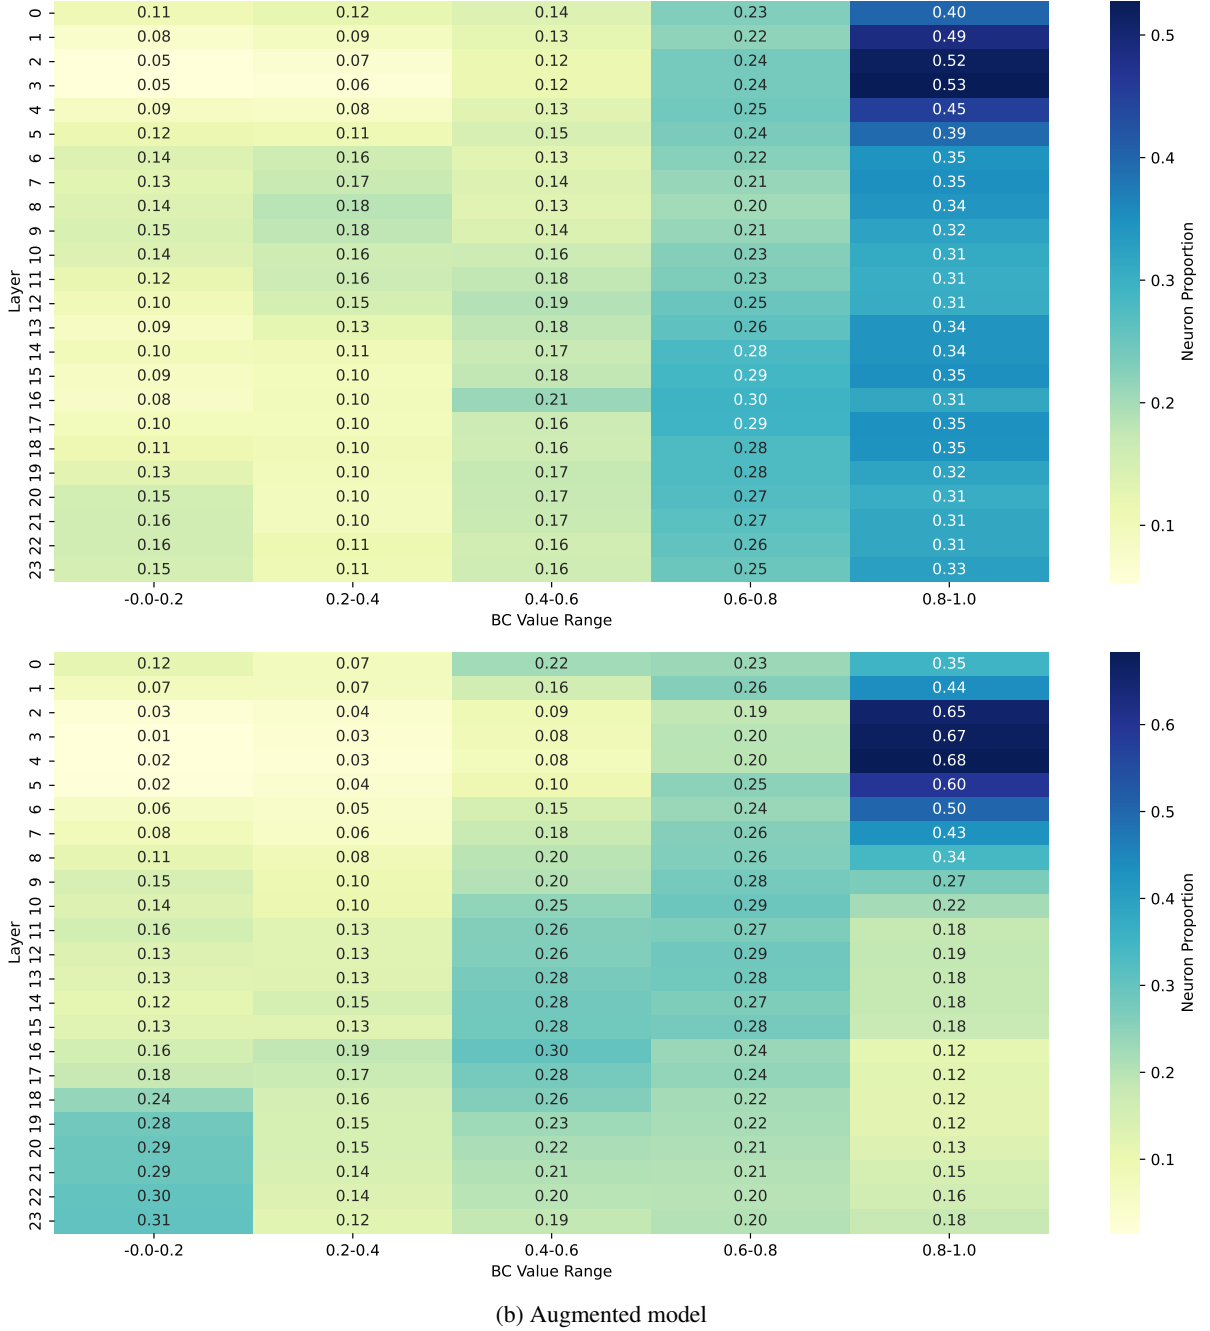 0 0.11 0.12 0.14 0.23 0.40
1 0.08 0.09 0.13 0.22 0.49
2 0.05 0.07 0.12 0.24 0.52
3 0.05 0.06 0.12 0.24 0.53
4 0.09 0.08 0.13 0.25 0.45
5 0.12 0.11 0.15 0.24 0.39
6 0.14 0.16 0.13 0.22 0.35
7 0.13 0.17 0.14 0.21 0.35
8 0.14 0.18 0.13 0.20 0.34
9 0.15 0.18 0.14 0.21 0.32
10 0.14 0.16 0.16 0.23 0.31
11 0.12 0.16 0.18 0.23 0.31
12 0.10 0.15 0.19 0.25 0.31
13 0.09 0.13 0.18 0.26 0.34
14 0.10 0.11 0.17 0.28 0.34
15 0.09 0.10 0.18 0.29 0.35
16 0.08 0.10 0.21 0.30 0.31
17 0.10 0.10 0.16 0.29 0.35
18 0.11 0.10 0.16 0.28 0.35
19 0.13 0.10 0.17 0.28 0.32
20 0.15 0.10 0.17 0.27 0.31
21 0.16 0.10 0.17 0.27 0.31
22 0.16 0.11 0.16 0.26 0.31
23 0.15 0.11 0.16 0.25 0.33
Layer
-0.0-0.2 0.2-0.4 0.4-0.6 0.6-0.8 0.8-1.0
BC Value Range
0.5
0.4
0.3
0.2
0.1
Neuron Proportion
0 0.12 0.07 0.22 0.23 0.35
1 0.07 0.07 0.16 0.26 0.44
2 0.03 0.04 0.09 0.19 0.65
3 0.01 0.03 0.08 0.20 0.67
4 0.02 0.03 0.08 0.20 0.68
5 0.02 0.04 0.10 0.25 0.60
6 0.06 0.05 0.15 0.24 0.50
7 0.08 0.06 0.18 0.26 0.43
8 0.11 0.08 0.20 0.26 0.34
9 0.15 0.10 0.20 0.28 0.27
10 0.14 0.10 0.25 0.29 0.22
11 0.16 0.13 0.26 0.27 0.18
12 0.13 0.13 0.26 0.29 0.19
13 0.13 0.13 0.28 0.28 0.18
14 0.12 0.15 0.28 0.27 0.18
15 0.13 0.13 0.28 0.28 0.18
16 0.16 0.19 0.30 0.24 0.12
17 0.18 0.17 0.28 0.24 0.12
18 0.24 0.16 0.26 0.22 0.12
19 0.28 0.15 0.23 0.22 0.12
20 0.29 0.15 0.22 0.21 0.13
21 0.29 0.14 0.21 0.21 0.15
22 0.30 0.14 0.20 0.20 0.16
23 0.31 0.12 0.19 0.20 0.18
Layer
-0.0-0.2 0.2-0.4 0.4-0.6 0.6-0.8 0.8-1.0
BC Value Range
0.6
0.5
0.4
0.3
0.2
0.1
Neuron Proportion
(b) Augmented model